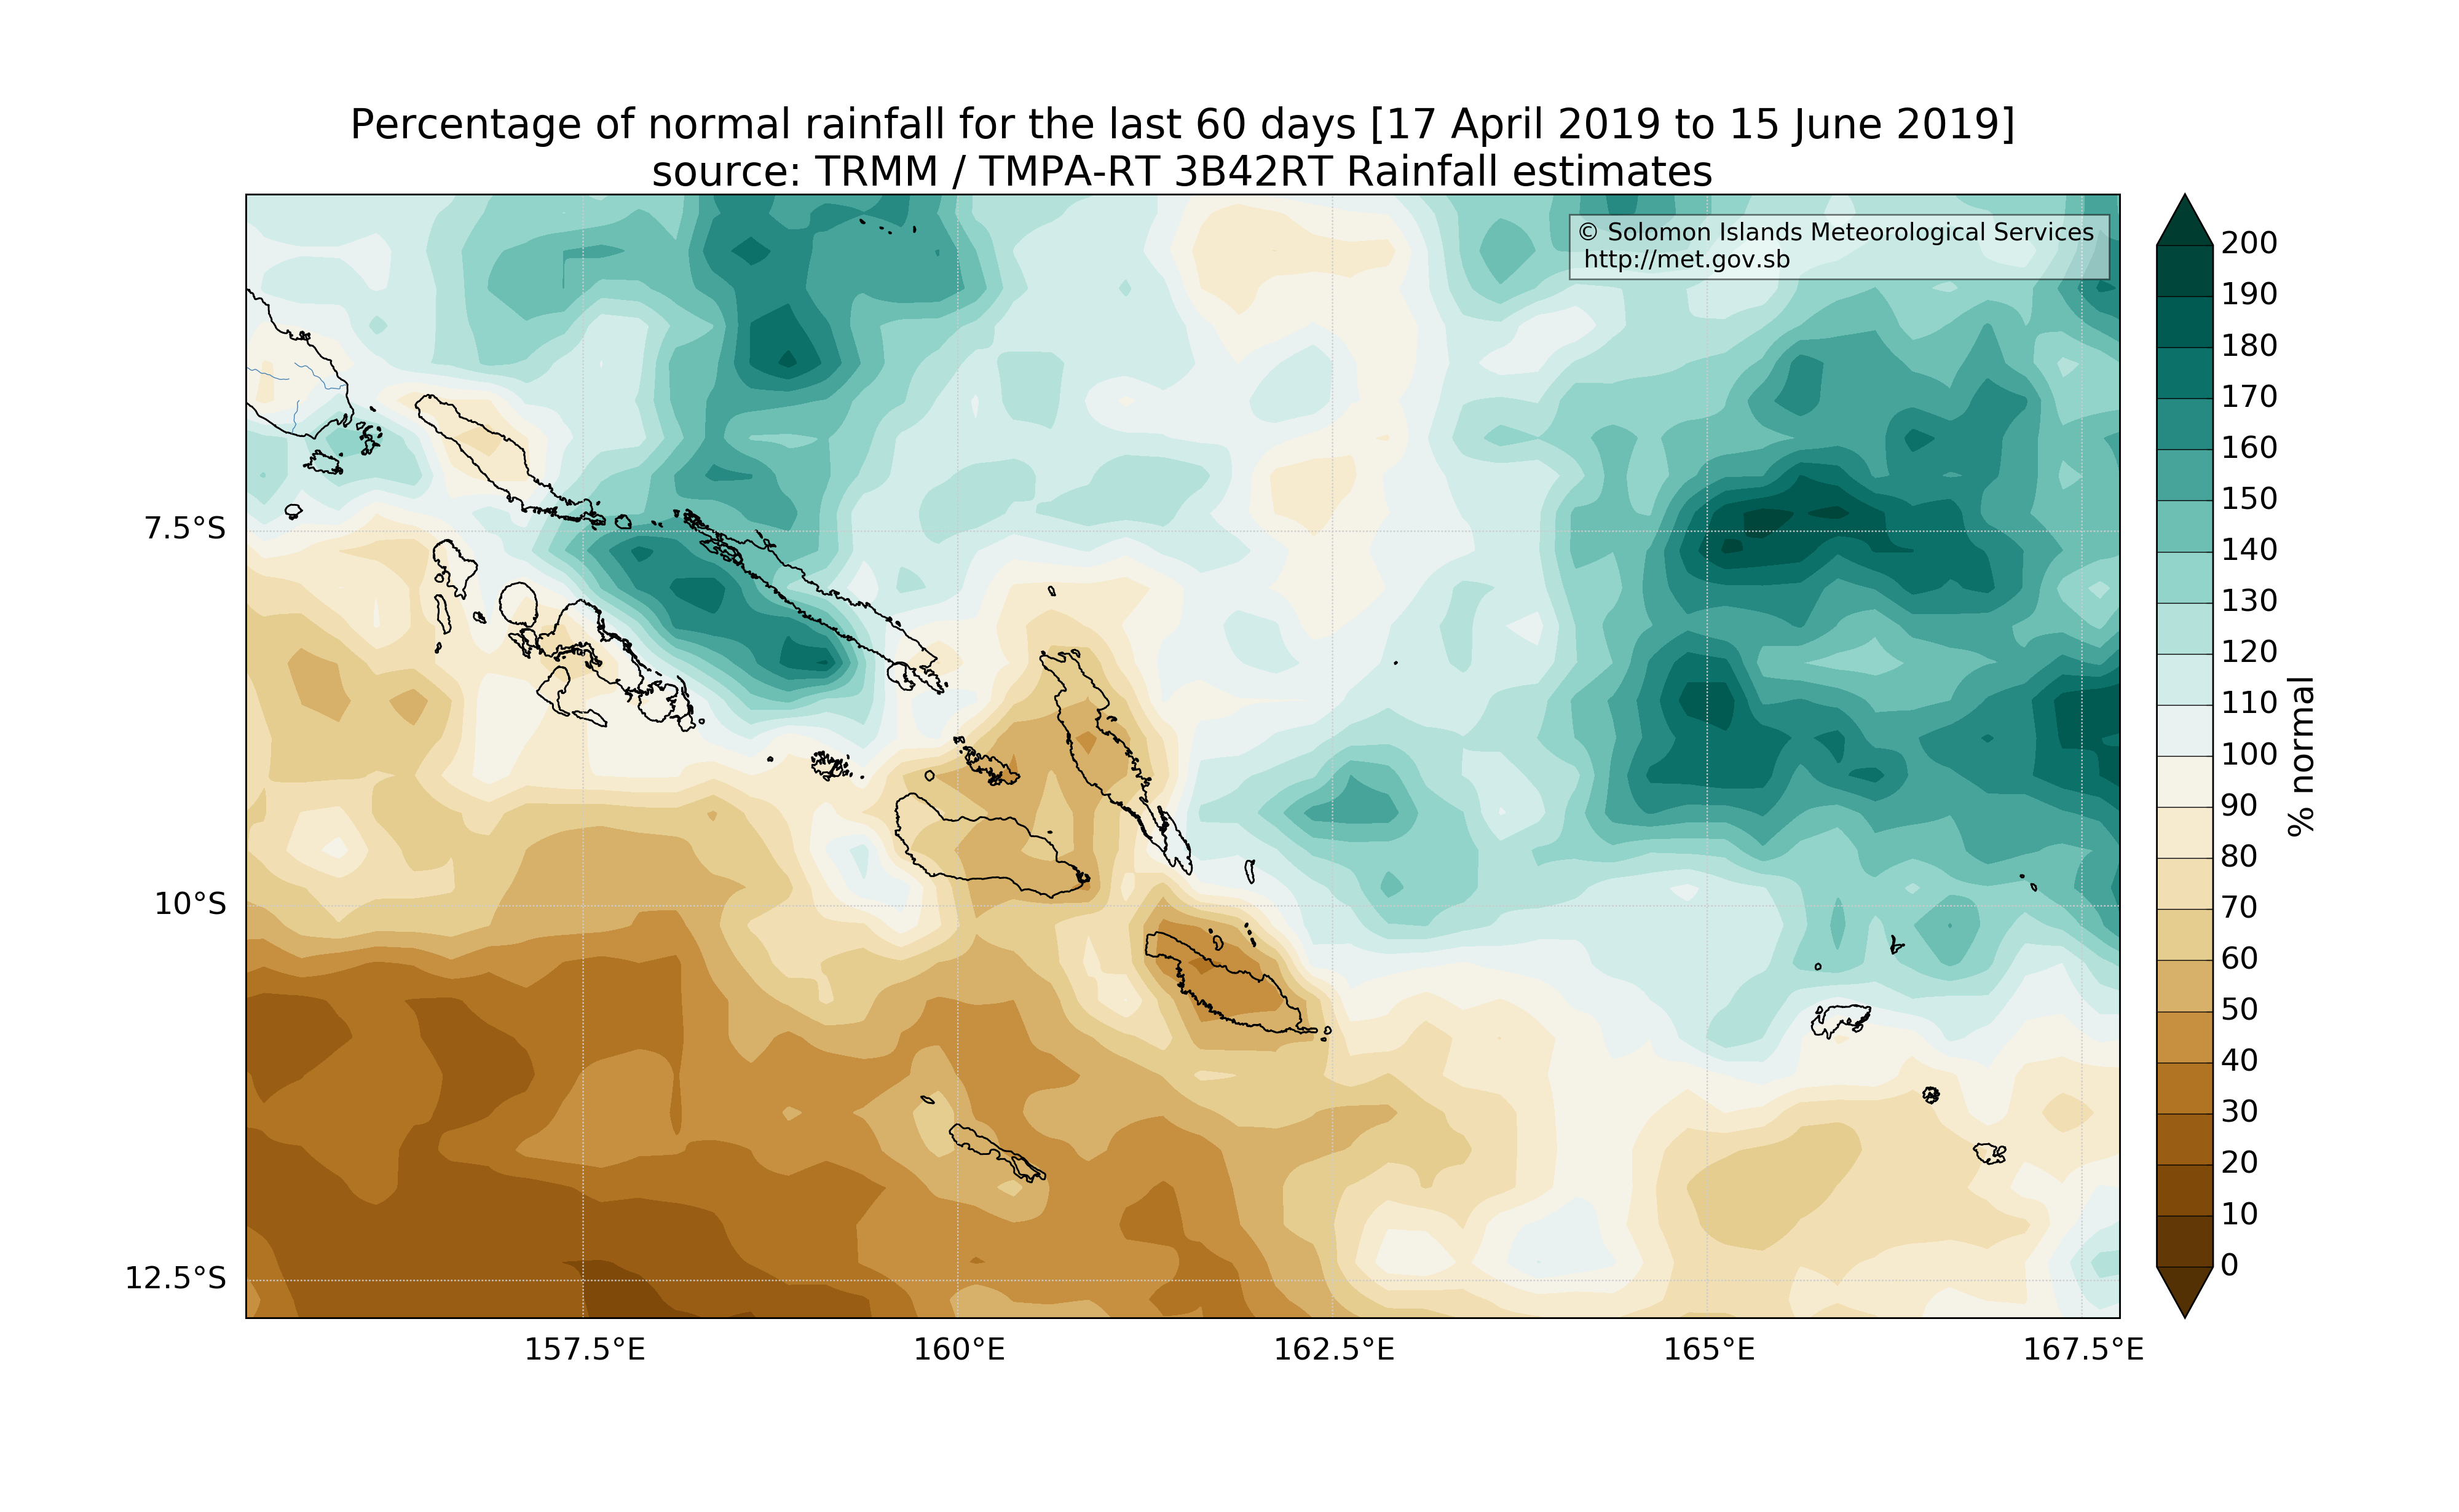 Percentage of normal rainfall for the last 60 days [17 April 2019 to 15 June 2019]
source: TRMM / TMPA-RT 3B42RT Rainfall estimates
© Solomon Islands Meteorological Services
http://met.gov.sb
7.5°S
10°S
12.5°S
157.5°E
160°E
162.5°E
165°E
167.5°E
200
190
180
170
160
150
140
130
120
110
100
90
80
70
60
50
40
30
20
10
0
% normal